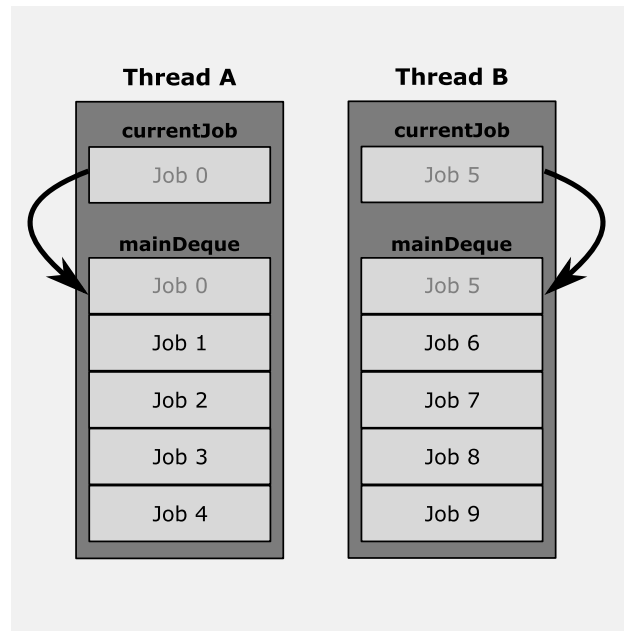 Thread A
currentJob
Job 0
mainDeque
Job 0
Job 1
Job 2
Job 3
Job 4
Thread B
currentJob
Job 5
mainDeque
Job 5
Job 6
Job 7
Job 8
Job 9